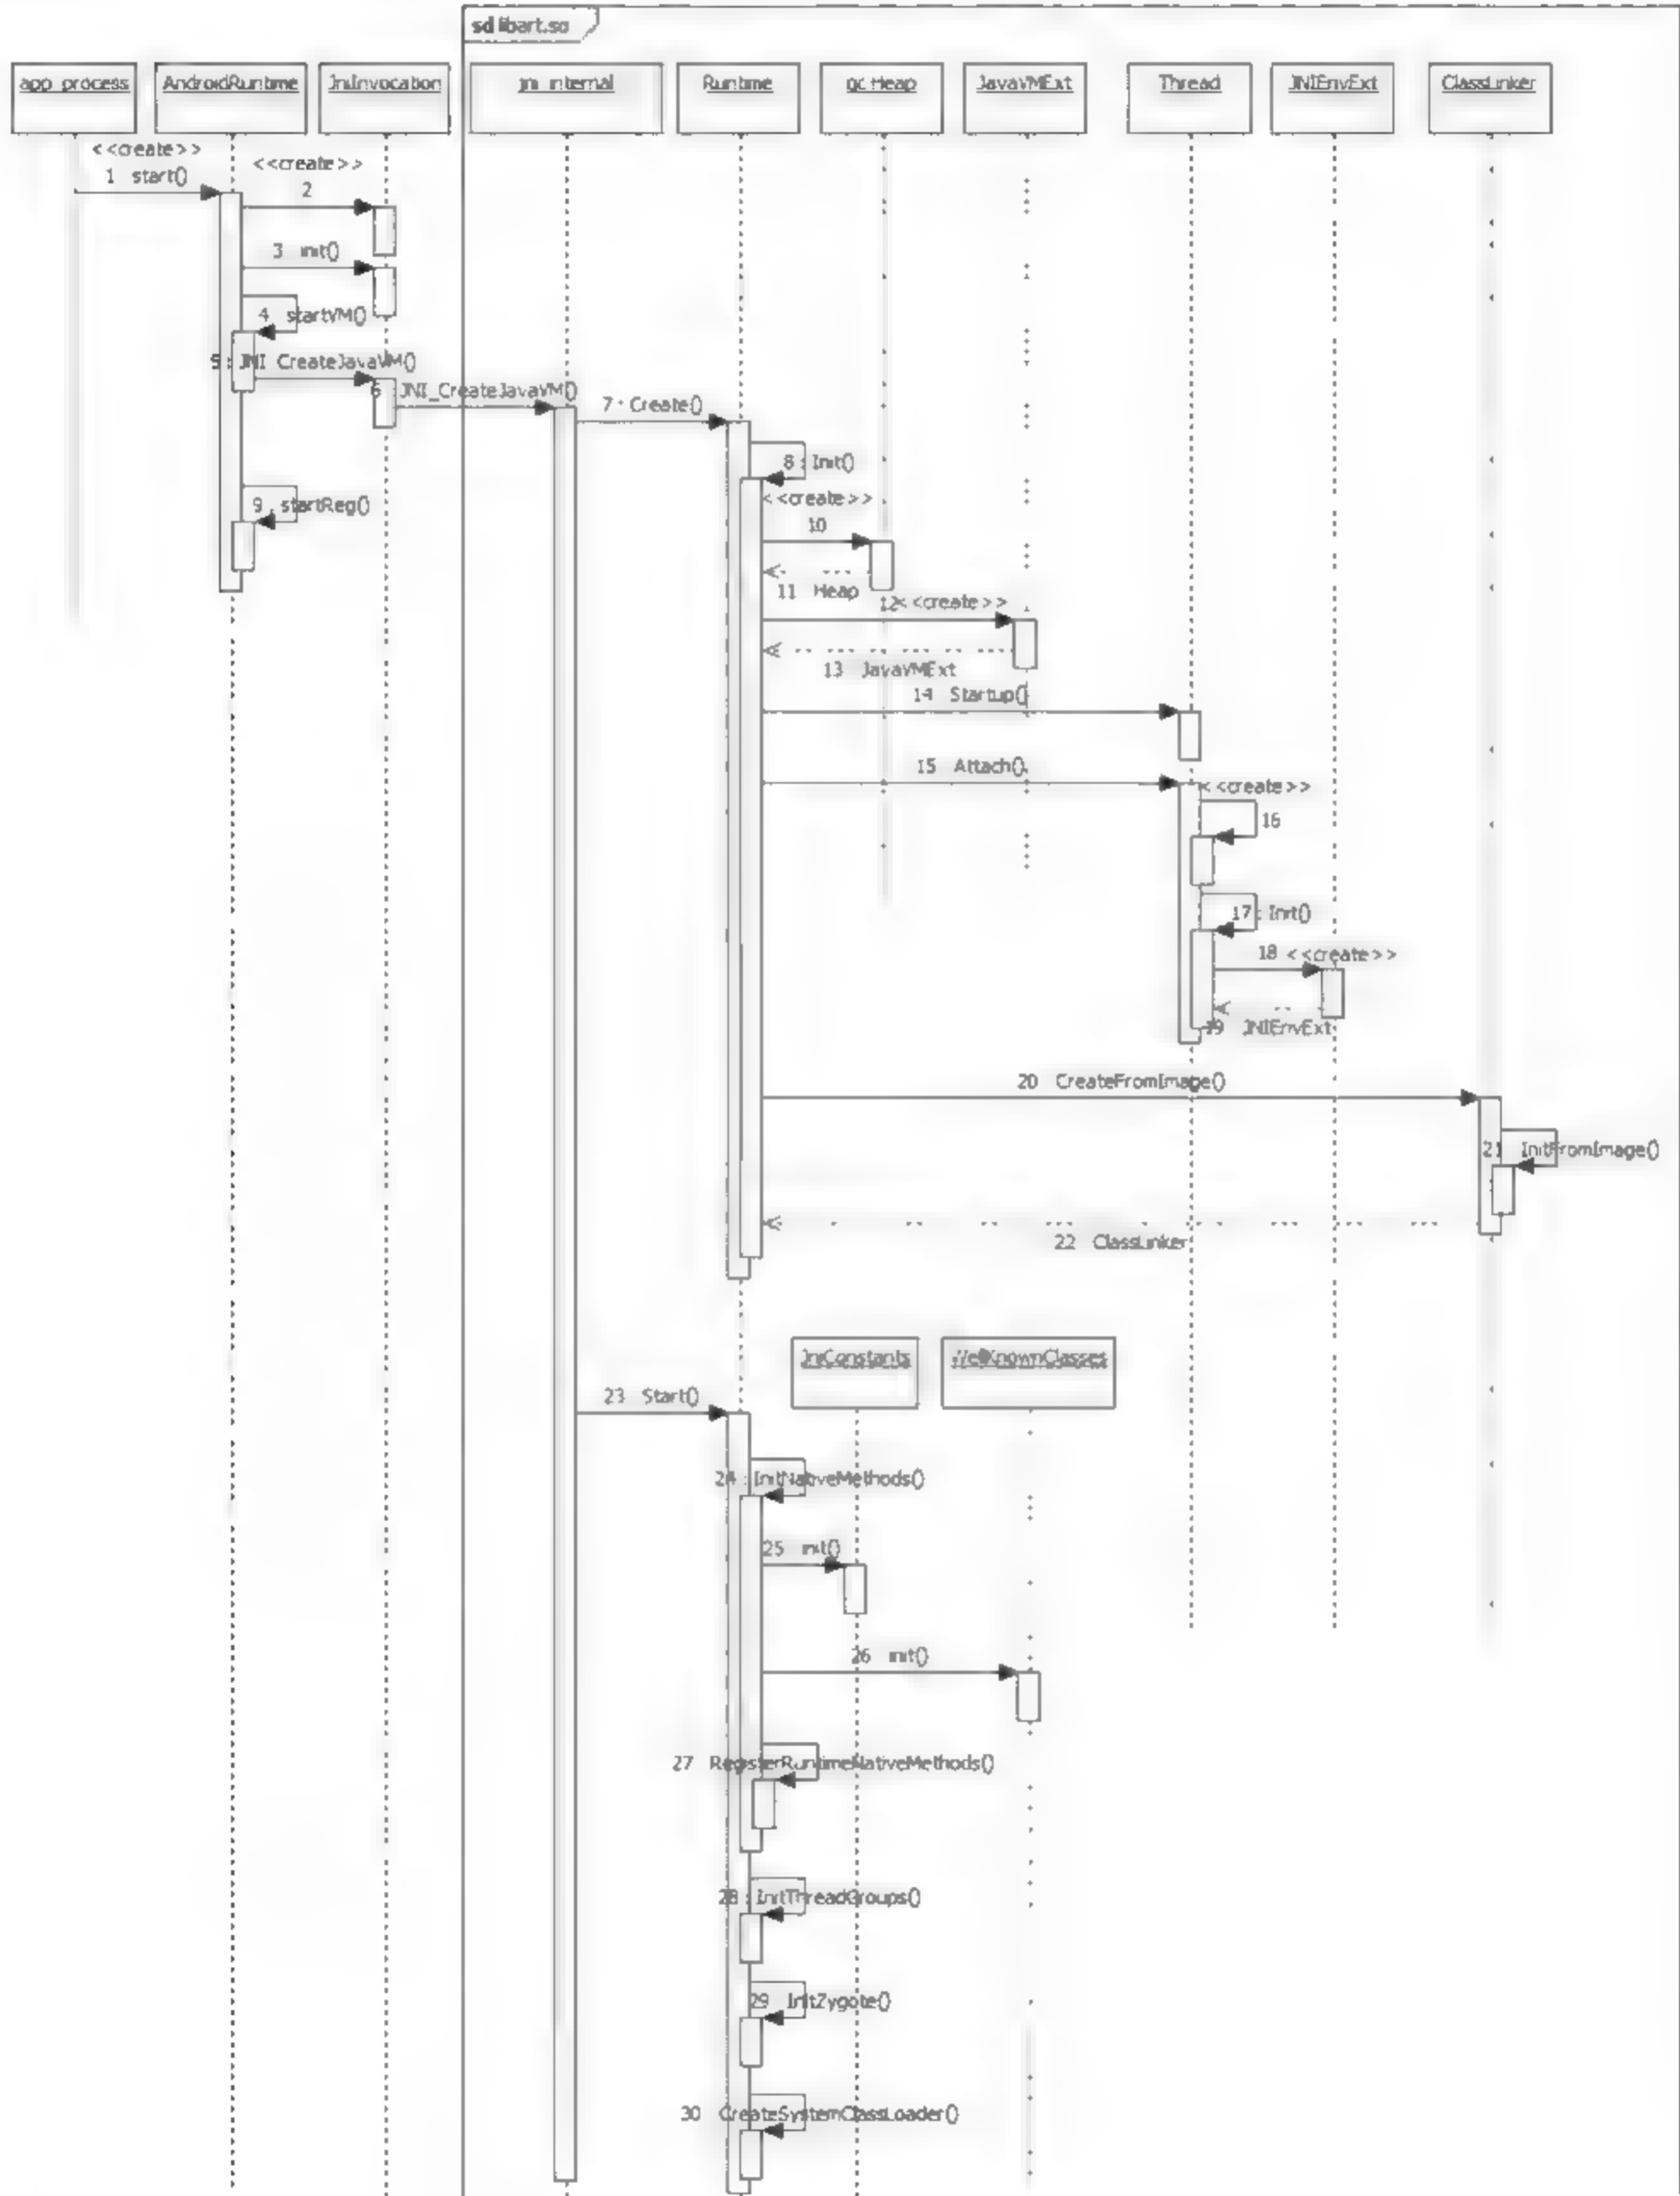 sd libart.so
app_process AndroidRuntime JniInvocation jni_internal Runtime gc Heap JavaVMExt Thread JNIEnvExt ClassLinker
<<create>>
1 start()
<<create>>
2
3 init()
4 startVM()
5 : JNI_CreateJavaVM()
6 : JNI_CreateJavaVM()
7 : Create()
8 : Init()
9 startReg()
<<create>>
10
11 Heap
12 <<create>>
13 JavaVMExt
14 Startup()
15 Attach()
<<create>>
16
17 : Init()
18 <<create>>
19 JNIEnvExt
20 CreateFromImage()
21 InitFromImage()
22 ClassLinker
JniConstants WellKnownClasses
23 Start()
24 : InitNativeMethods()
25 init()
26 init()
27 RegisterRuntimeNativeMethods()
28 : InitThreadGroups()
29 InitZygote()
30 CreateSystemClassLoader()